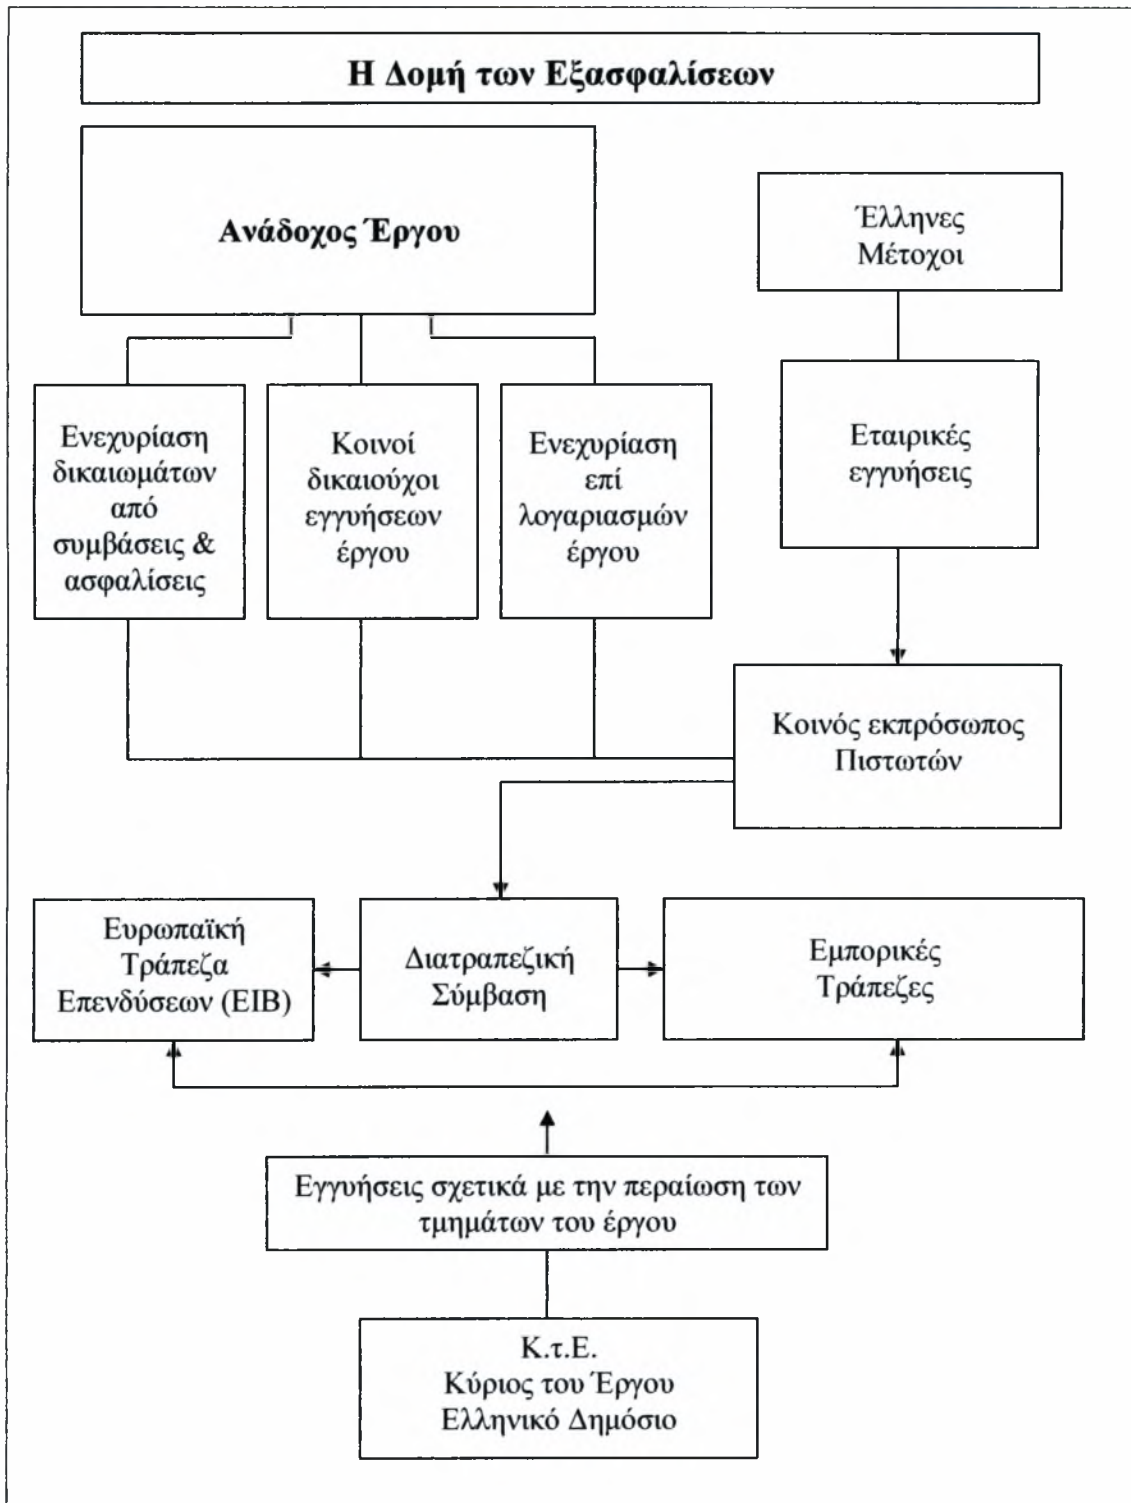 Η Δομή των Εξασφαλίσεων
Ανάδοχος Έργου
Έλληνες
Μέτοχοι
Ενεχυρίαση
δικαιωμάτων
από
συμβάσεις &
ασφαλίσεις
Κοινοί
δικαιούχοι
εγγυήσεων
έργου
Ενεχυρίαση
επί
λογαριασμών
έργου
Εταιρικές
εγγυήσεις
Κοινός εκπρόσωπος
Πιστωτών
Ευρωπαϊκή
Τράπεζα
Επενδύσεων (EIB)
Διατραπεζική
Σύμβαση
Εμπορικές
Τράπεζες
Εγγυήσεις σχετικά με την περαίωση των
τμημάτων του έργου
Κ.τ.Ε.
Κύριος του Έργου
Ελληνικό Δημόσιο